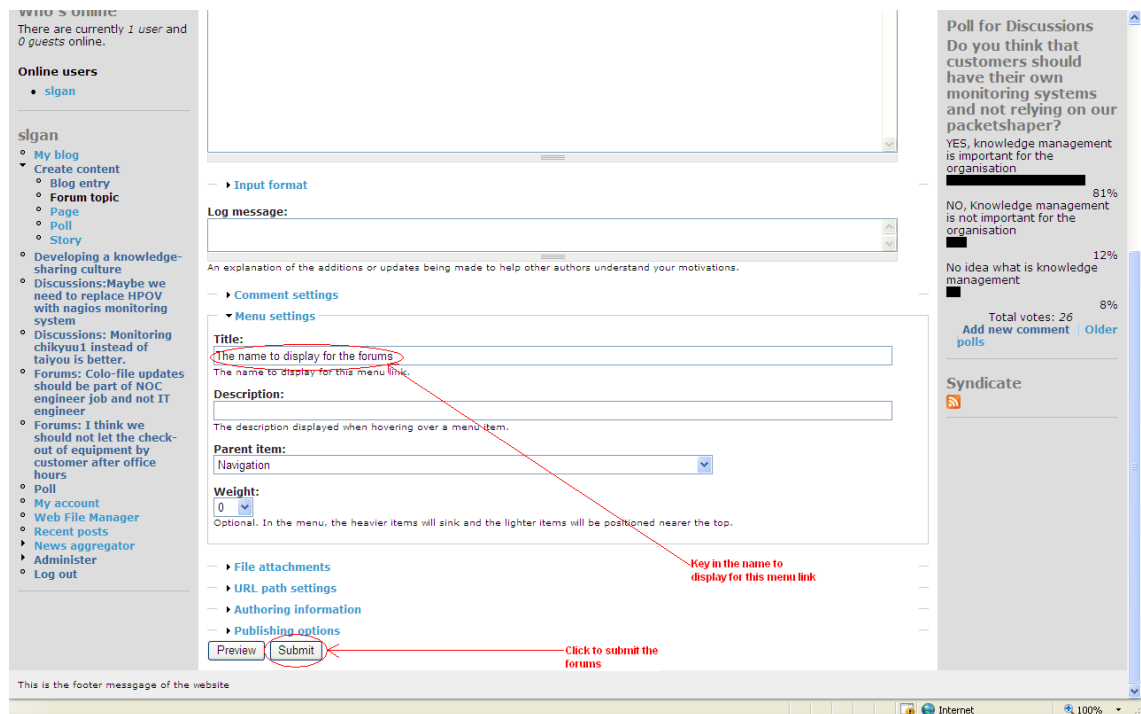 Who's online
There are currently 1 user and
0 guests online.
Online users
slgan
slgan
My blog
Create content
Blog entry
Forum topic
Page
Poll
Story
Developing a knowledge-
sharing culture
Discussions:Maybe we
need to replace HPOV
with nagios monitoring
system
Discussions: Monitoring
chikyuu1 instead of
taiyou is better.
Forums: Colo-file updates
should be part of NOC
engineer job and not IT
engineer
Forums: I think we
should not let the check-
out of equipment by
customer after office
hours
Poll
My account
Web File Manager
Recent posts
News aggregator
Administer
Log out
Input format
Log message:
An explanation of the additions or updates being made to help other authors understand your motivations.
Comment settings
Menu settings
Title:
The name to display for the forums
The name to display for this menu link.
Description:
The description displayed when hovering over a menu item.
Parent item:
Navigation
Weight:
0
Optional. In the menu, the heavier items will sink and the lighter items will be positioned nearer the top.
Key in the name to
display for this menu link
File attachments
URL path settings
Authoring information
Publishing options
Preview Submit
Click to submit the
forums
Poll for Discussions
Do you think that
customers should
have their own
monitoring systems
and not relying on our
packetshaper?
YES, knowledge management
is important for the
organisation
81%
NO, Knowledge management
is not important for the
organisation
12%
No idea what is knowledge
management
8%
Total votes: 26
Add new comment Older
polls
Syndicate
This is the footer messgage of the website
Internet 100%